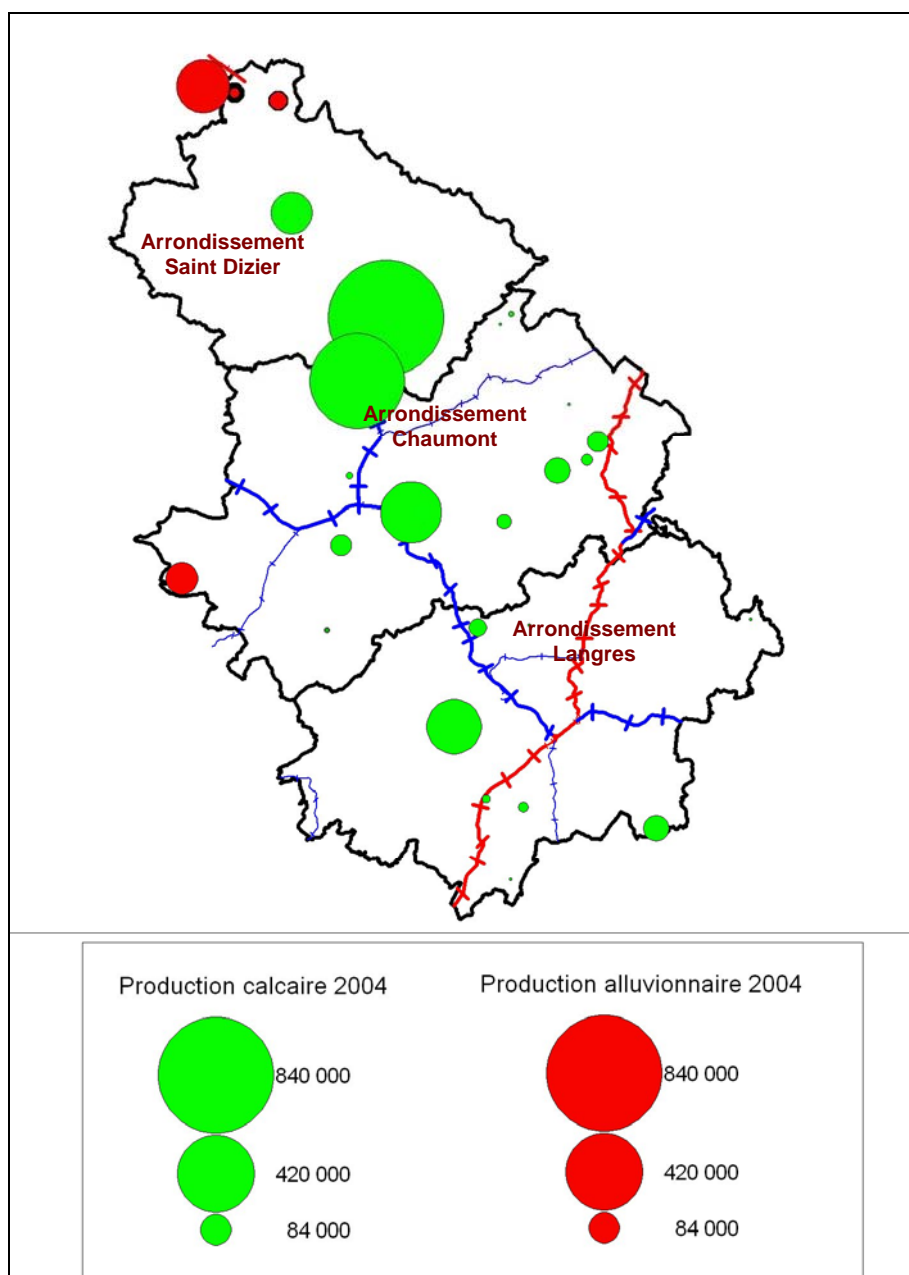 Arrondissement
Saint Dizier
Arrondissement
Chaumont
Arrondissement
Langres
Production calcaire 2004
840 000
420 000
84 000
Production alluvionnaire 2004
840 000
420 000
84 000